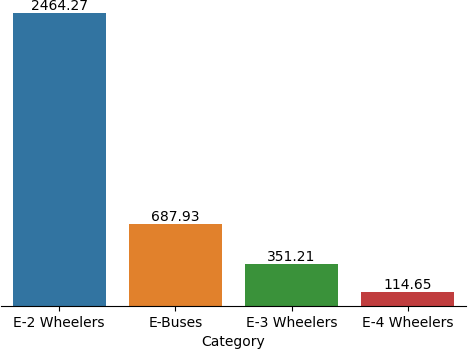 2464.27
687.93
351.21
114.65
E-2 Wheelers E-Buses E-3 Wheelers E-4 Wheelers
Category